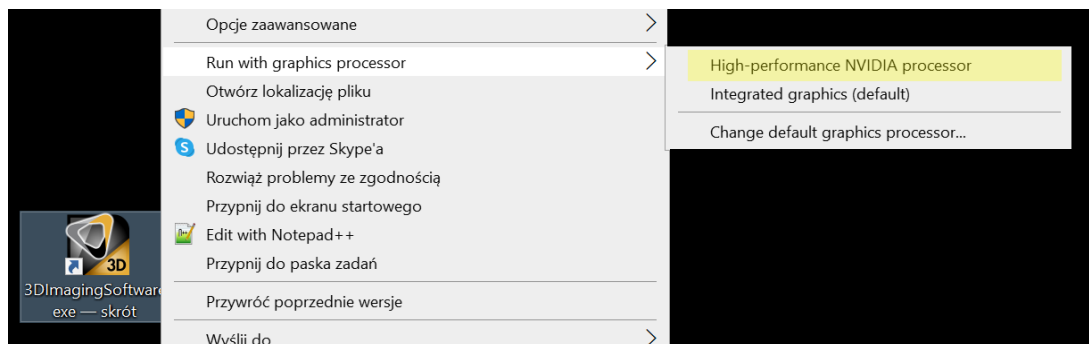 Opcje zaawansowane
Run with graphics processor
Otwórz lokalizację pliku
Uruchom jako administrator
Udostępnij przez Skype'a
Rozwiąż problemy ze zgodnością
Przypnij do ekranu startowego
Edit with Notepad++
Przypnij do paska zadań
Przywróć poprzednie wersje
Wyślij do
High-performance NVIDIA processor
Integrated graphics (default)
Change default graphics processor...
3D
3DImagingSoftware
exe — skrót